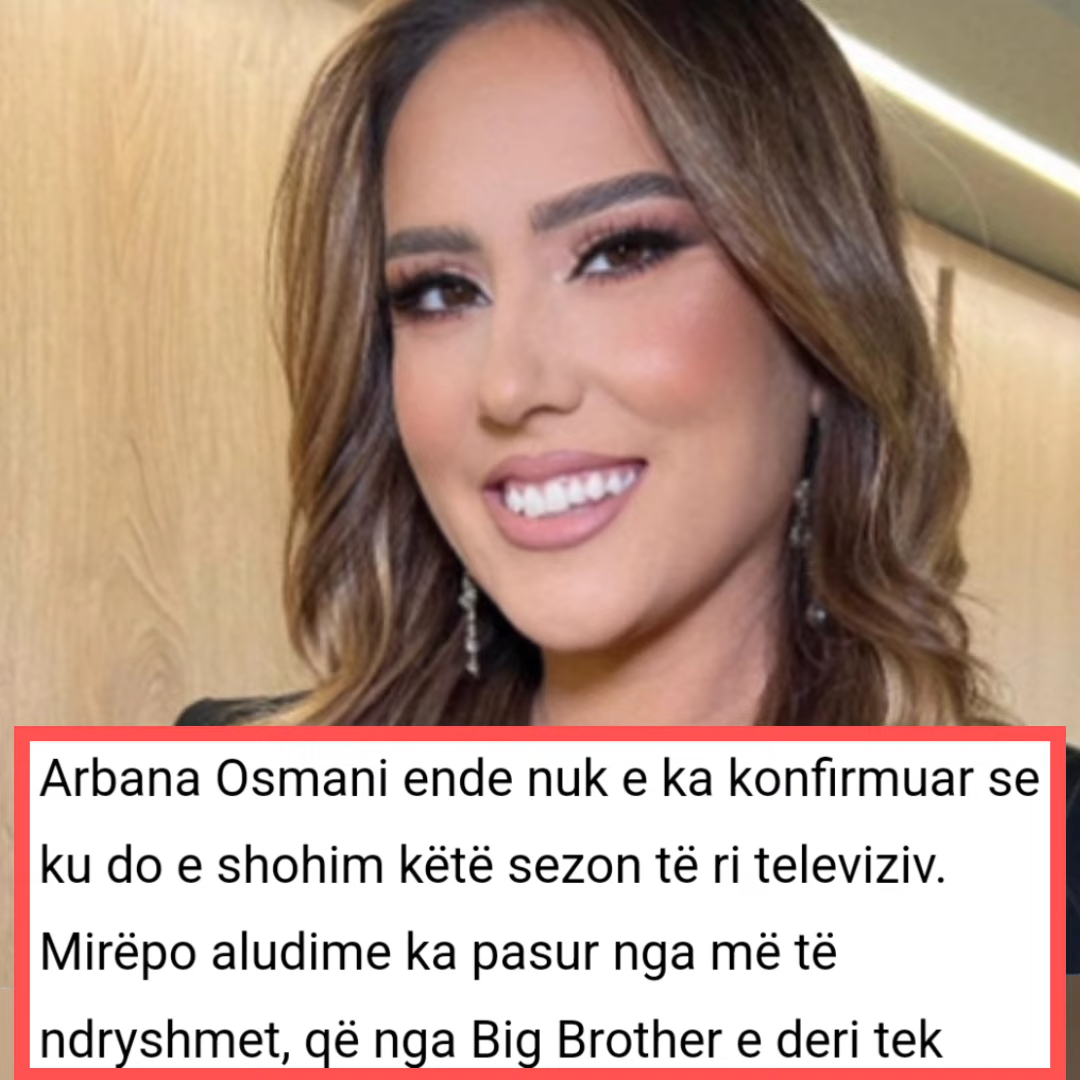 Arbana Osmani ende nuk e ka konfirmuar se
ku do e shohim këtë sezon të ri televiziv.
Mirëpo aludime ka pasur nga më të
ndryshmet, që nga Big Brother e deri tek